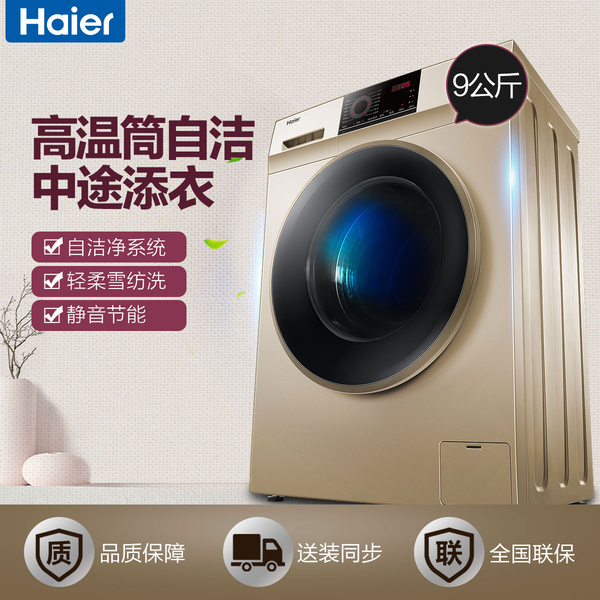 Haier
9公斤
Haier
高温筒自洁
中途添衣
自洁净系统
轻柔雪纺洗
静音节能
质 品质保障
送装同步
联 全国联保